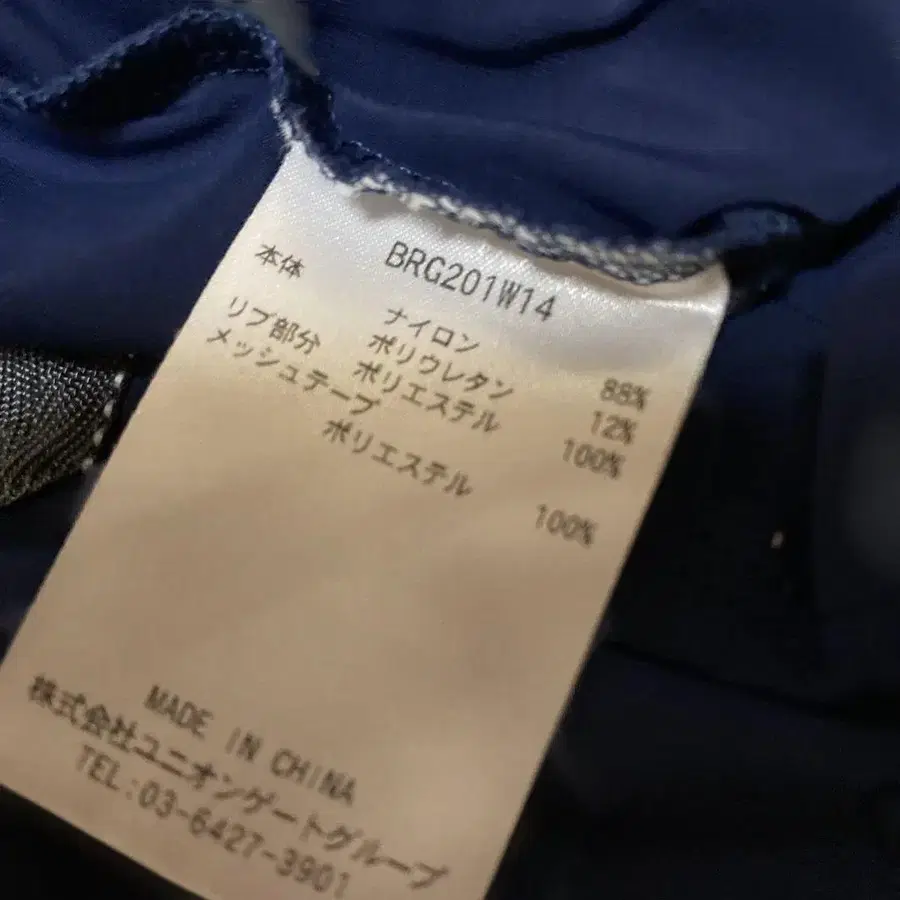 BRG201W14
本体 ナイロン 88%
ポリウレタン 12%
リブ部分 ポリエステル 100%
メッシュテープ
ポリエステル 100%
MADE IN CHINA
株式会社ユニオンゲートグループ
TEL:03-6427-3901